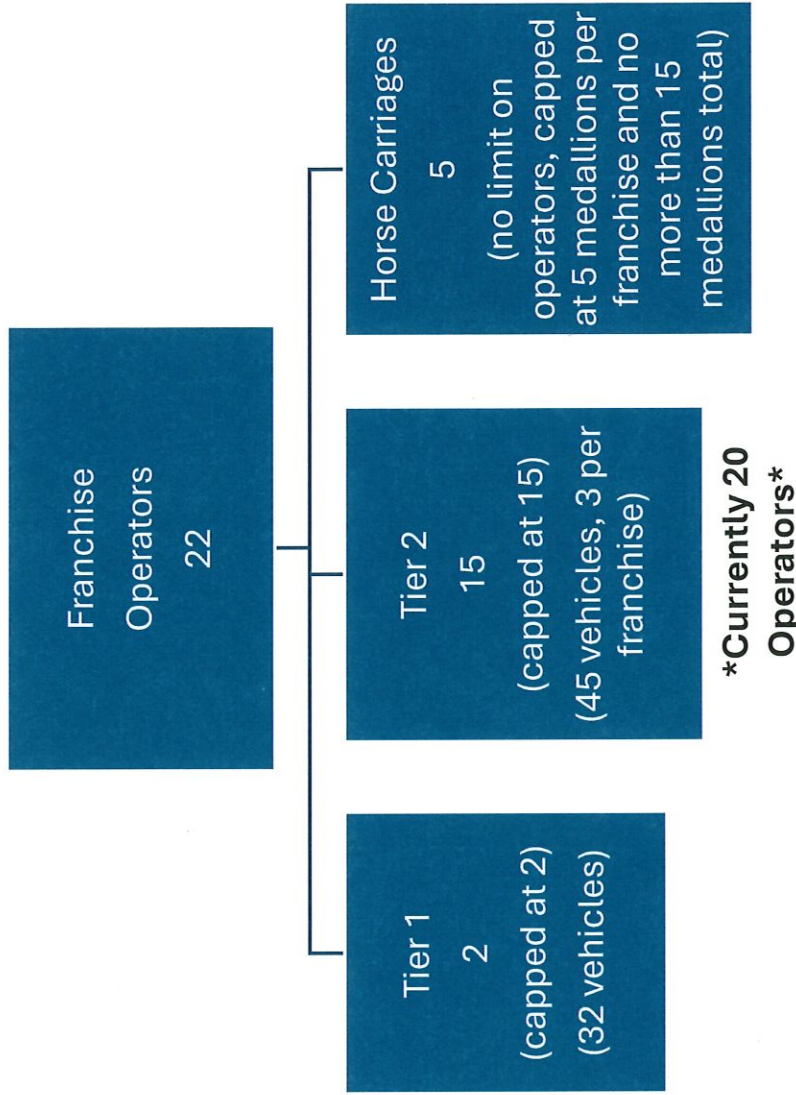 Franchise
Operators
22
Tier 1
2
(capped at 2)
(32 vehicles)
Tier 2
15
(capped at 15)
(45 vehicles, 3 per
franchise)
Horse Carriages
5
(no limit on
operators, capped
at 5 medallions per
franchise and no
more than 15
medallions total)
*Currently 20
Operators*